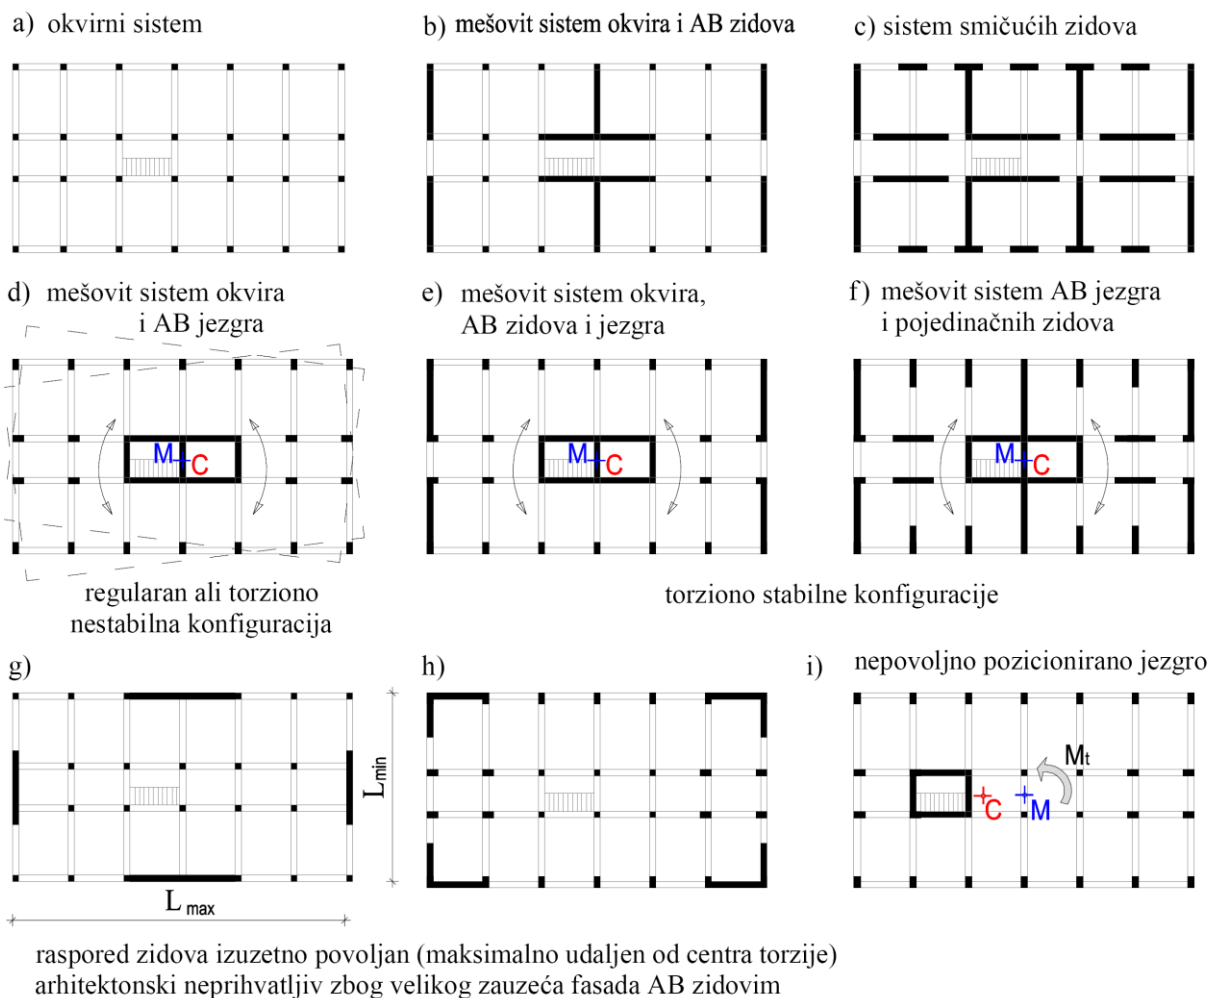 a) okvirni sistem
b) mešovit sistem okvira i AB zidova
c) sistem smičućih zidova
d) mešovit sistem okvira
i AB jezgra
e) mešovit sistem okvira,
AB zidova i jezgra
f) mešovit sistem AB jezgra
i pojedinačnih zidova
M C
M C
M C
regularan ali torziono
nestabilna konfiguracija
torziono stabilne konfiguracije
g)
h)
i) nepovoljno pozicionirano jezgro
L min
Mt
C M
L max
raspored zidova izuzetno povoljan (maksimalno udaljen od centra torzije)
arhitektonski neprihvatljiv zbog velikog zauzeća fasada AB zidovim